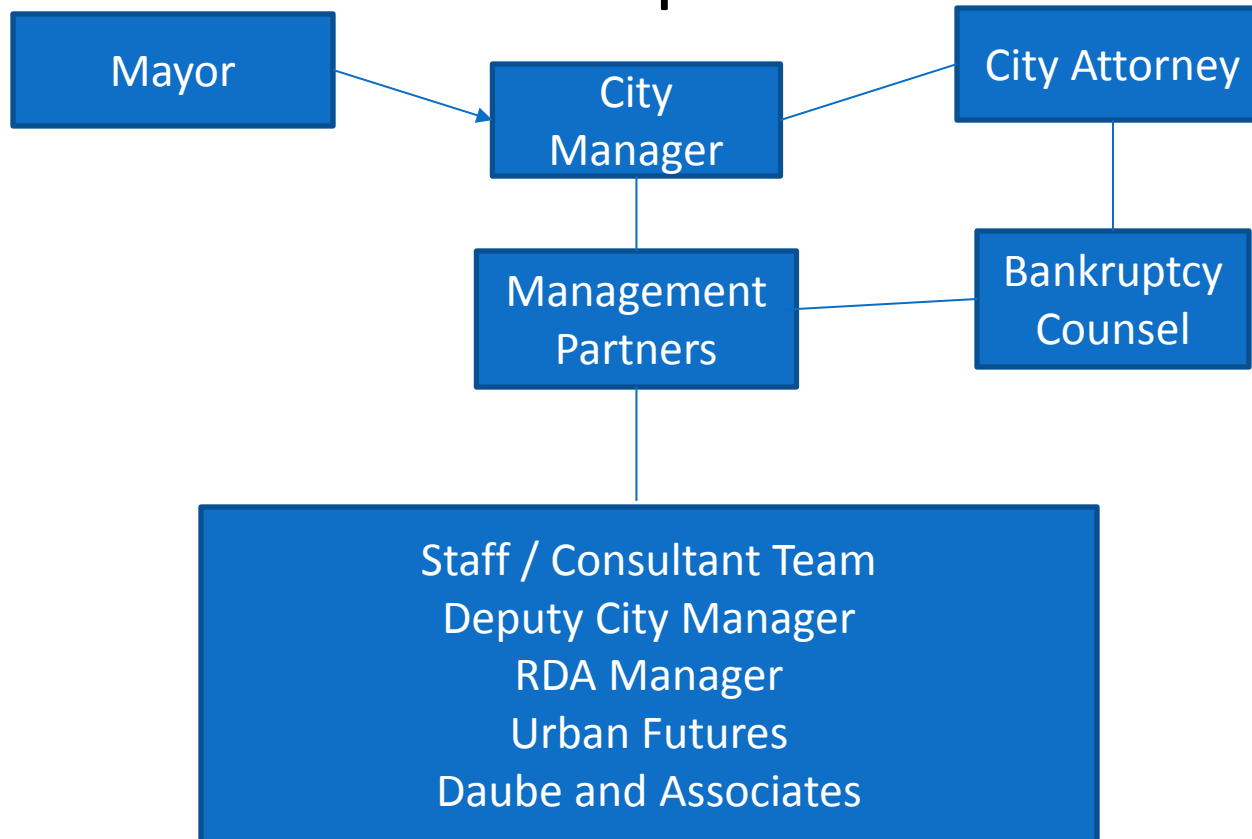 Mayor
City
Manager
City Attorney
Management
Partners
Bankruptcy
Counsel
Staff / Consultant Team
Deputy City Manager
RDA Manager
Urban Futures
Daube and Associates